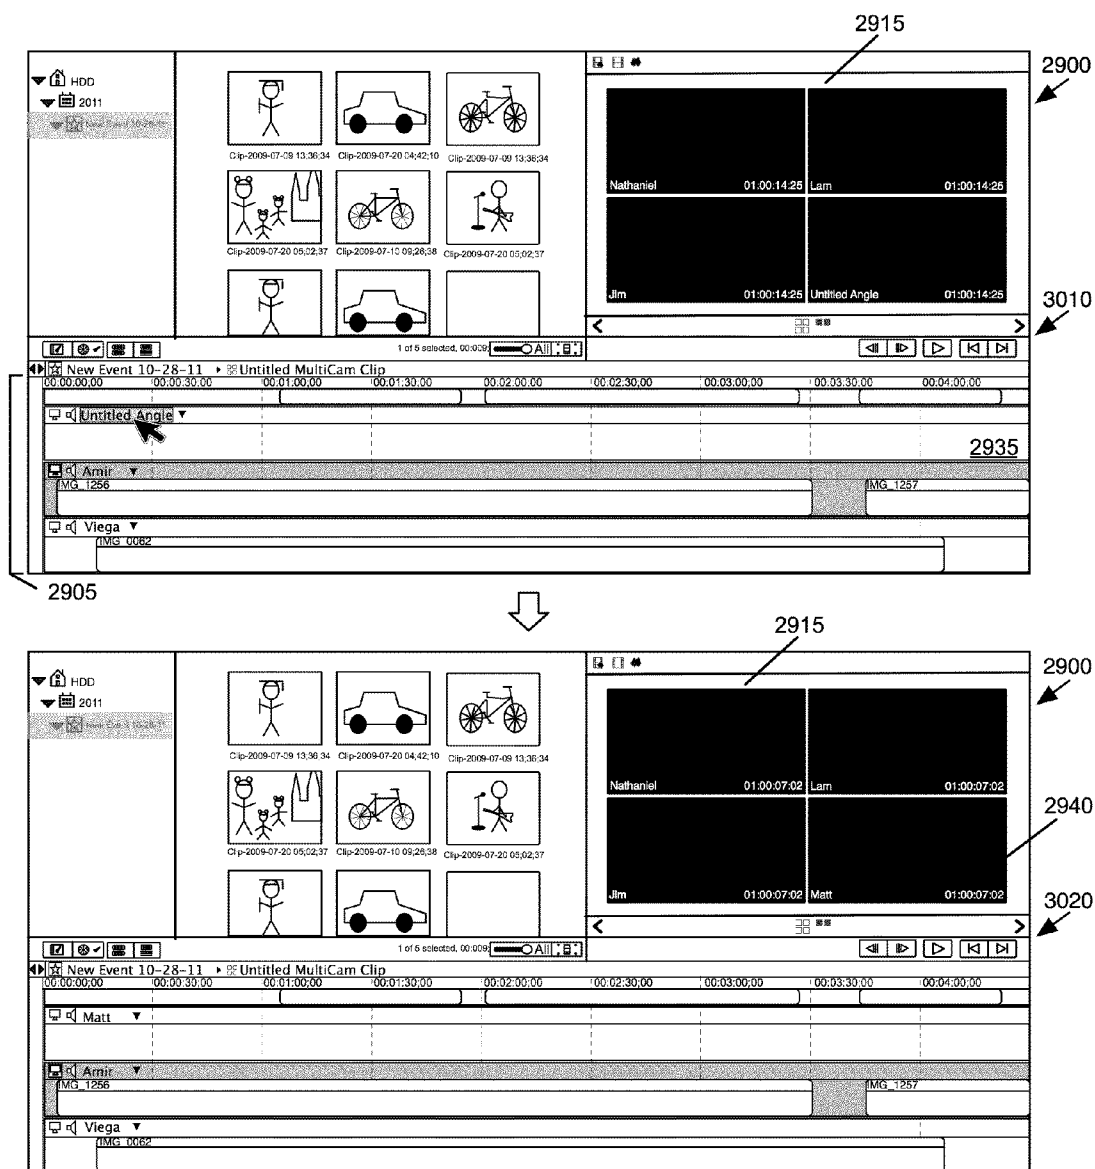 2915
2900
HDD
2011
New Event 10-28-11
Clip-2009-07-09 13;36;34 Clip-2009-07-20 04;42;10 Clip-2009-07-09 13;36;34
Clip-2009-07-20 05;02;37 Clip-2009-07-10 09;26;38 Clip-2009-07-20 05;02;37
Nathaniel 01:00:14:25 Lam 01:00:14:25
Jim 01:00:14:25 Untitled Angle 01:00:14:25
3010
1 of 5 selected, 00:009; All
New Event 10-28-11 Untitled MultiCam Clip
00:00:00;00 00:00:30;00 00:01:00;00 00:01:30;00 00:02:00;00 00:02:30;00 00:03:00;00 00:03:30;00 00:04:00;00
Untitled Angle
2935
Amir
IMG_1256 IMG_1257
Viega
IMG_0062
2905
2915
2900
HDD
2011
Clip-2009-07-09 13;36;34 Clip-2009-07-20 04;42;10 Clip-2009-07-09 13;36;34
Clip-2009-07-20 05;02;37 Clip-2009-07-10 09;26;38 Clip-2009-07-20 05;02;37
Nathaniel 01:00:07:02 Lam 01:00:07:02
2940
Jim 01:00:07:02 Matt 01:00:07:02
3020
1 of 5 selected, 00:009; All
New Event 10-28-11 Untitled MultiCam Clip
00:00:00;00 00:00:30;00 00:01:00;00 00:01:30;00 00:02:00;00 00:02:30;00 00:03:00;00 00:03:30;00 00:04:00;00
Matt
Amir
IMG_1256 IMG_1257
Viega
IMG_0062